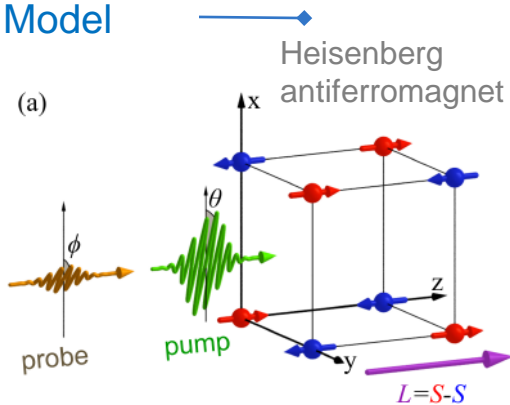 Model
Heisenberg
antiferromagnet
(a)
x
θ
ϕ
z
probe
pump
y
L=S-S